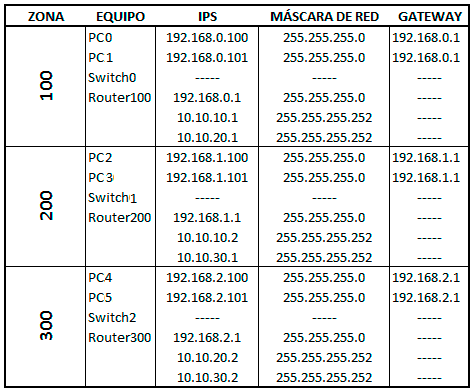 ZONA EQUIPO IPS MÁSCARA DE RED GATEWAY
100
PC0 192.168.0.100 255.255.255.0 192.168.0.1
PC1 192.168.0.101 255.255.255.0 192.168.0.1
Switch0 ----- ----- -----
Router100 192.168.0.1 255.255.255.0 -----
10.10.10.1 255.255.255.252 -----
10.10.20.1 255.255.255.252 -----
200
PC2 192.168.1.100 255.255.255.0 192.168.1.1
PC3 192.168.1.101 255.255.255.0 192.168.1.1
Switch1 ----- ----- -----
Router200 192.168.1.1 255.255.255.0 -----
10.10.10.2 255.255.255.252 -----
10.10.30.1 255.255.255.252 -----
300
PC4 192.168.2.100 255.255.255.0 192.168.2.1
PC5 192.168.2.101 255.255.255.0 192.168.2.1
Switch2 ----- ----- -----
Router300 192.168.2.1 255.255.255.0 -----
10.10.20.2 255.255.255.252 -----
10.10.30.2 255.255.255.252 -----